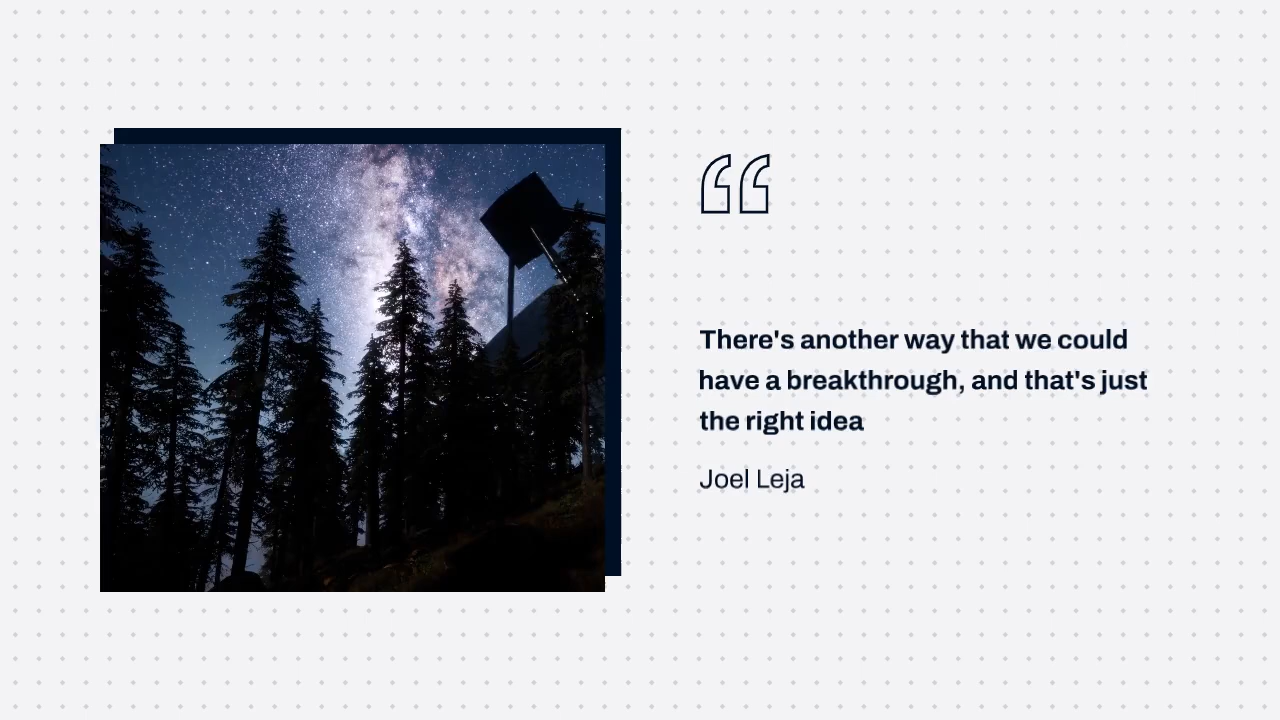 There's another way that we could
have a breakthrough, and that's just
the right idea
Joel Leja